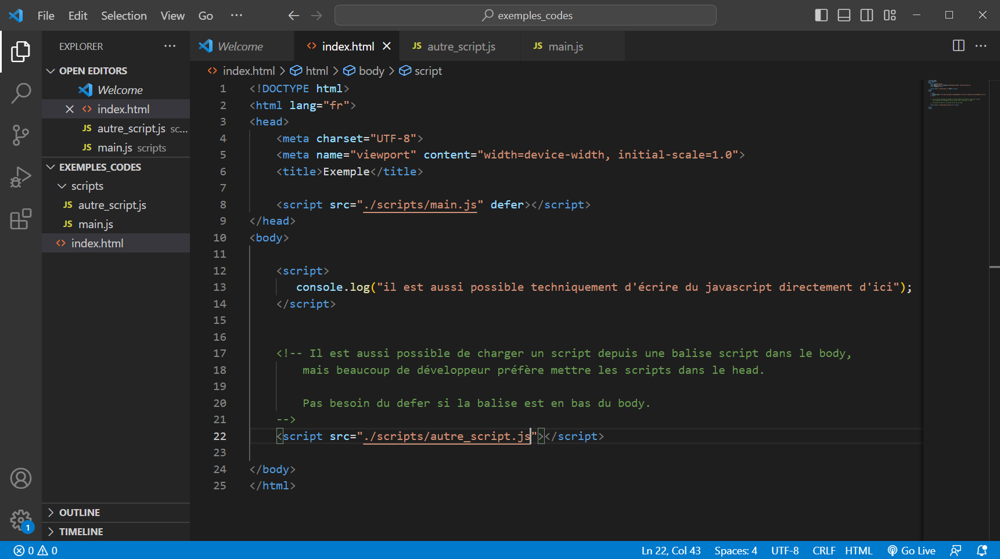 File Edit Selection View Go ··· exemples_codes
EXPLORER ···
OPEN EDITORS
Welcome
index.html
JS autre_script.js sc...
JS main.js scripts
EXEMPLES_CODES
scripts
JS autre_script.js
JS main.js
index.html
OUTLINE
TIMELINE
Welcome index.html JS autre_script.js JS main.js ···
index.html > html > body > script
1 <!DOCTYPE html>
2 <html lang="fr">
3 <head>
4 <meta charset="UTF-8">
5 <meta name="viewport" content="width=device-width, initial-scale=1.0">
6 <title>Exemple</title>
7
8 <script src="./scripts/main.js" defer></script>
9 </head>
10 <body>
11
12 <script>
13 console.log("il est aussi possible techniquement d'écrire du javascript directement d'ici");
14 </script>
15
16
17 <!-- Il est aussi possible de charger un script depuis une balise script dans le body,
18 mais beaucoup de développeur préfère mettre les scripts dans le head.
19
20 Pas besoin du defer si la balise est en bas du body.
21 -->
22 <script src="./scripts/autre_script.js"></script>
23
24 </body>
25 </html>
1
0 0 Ln 22, Col 43 Spaces: 4 UTF-8 CRLF HTML Go Live